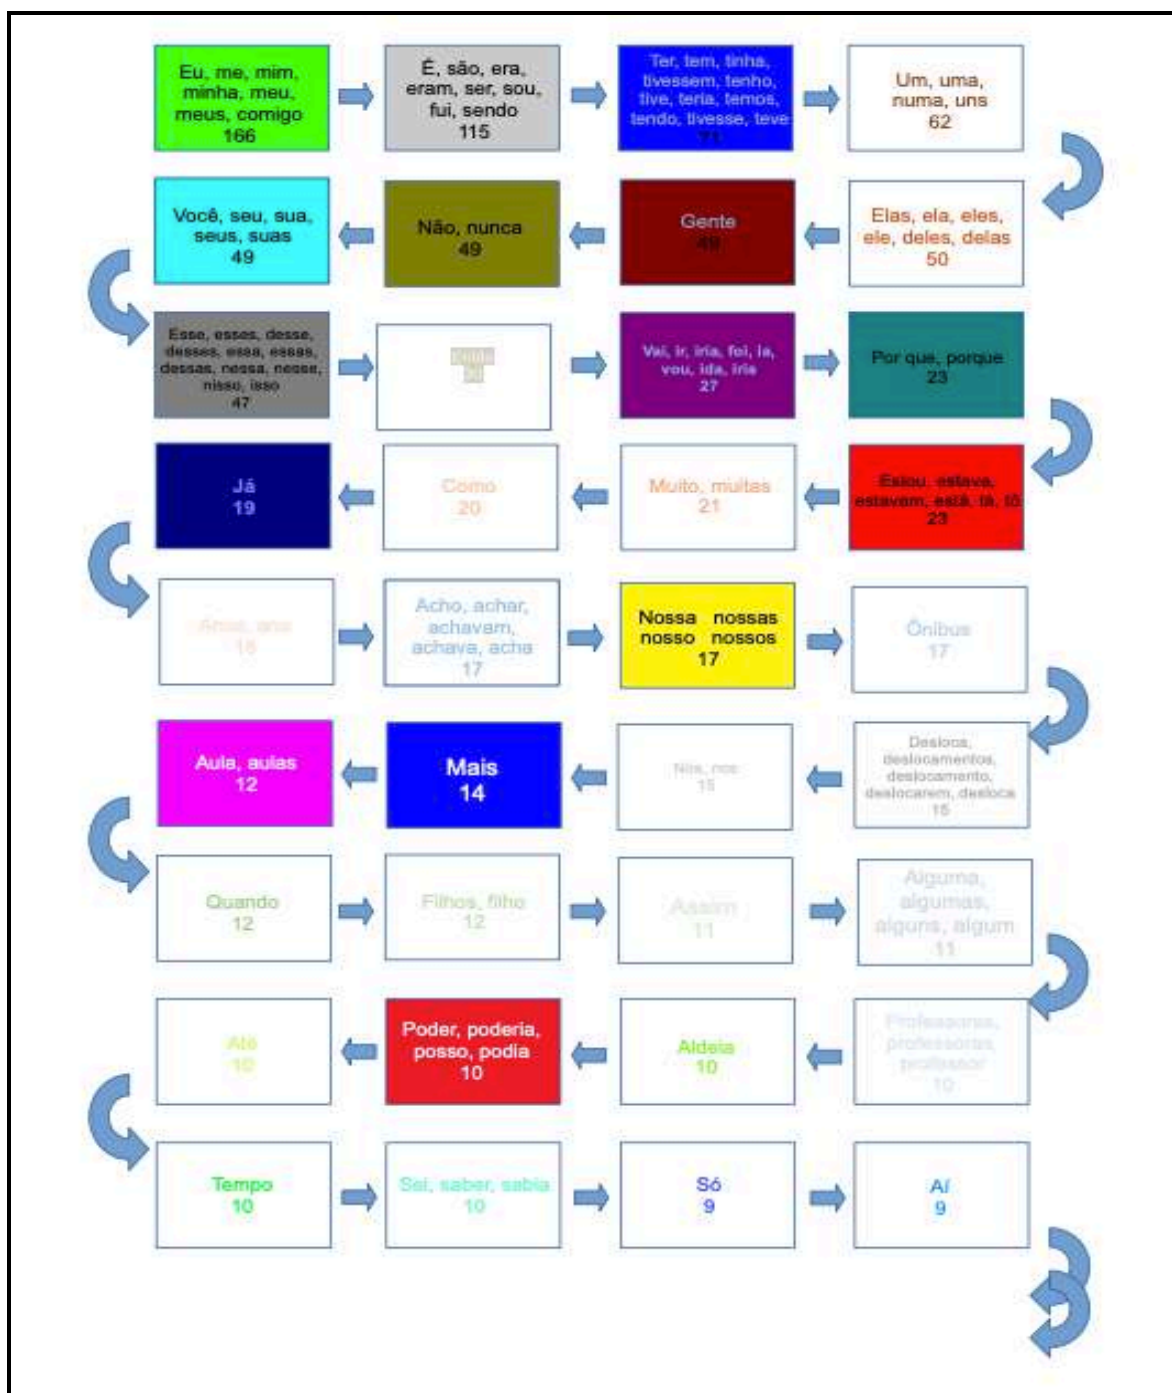 Eu, me, mim,
minha, meu,
meus, comigo
166
É, são, era,
eram, ser, sou,
fui, sendo
115
Ter, tem, tinha,
tivessem, tenho,
tive, teria, temos,
tendo, tivesse, teve
71
Um, uma,
numa, uns
62
Você, seu, sua,
seus, suas
49
Não, nunca
49
Gente
Elas, ela, eles,
ele, deles, delas
50
Esse, esses, desse,
desses, essa, essas,
dessas, nessa, nesse,
nisso, isso
47
Vai, ir, iria, foi, ia,
vou, ida, iria
27
Por que, porque
23
Já
19
Como
20
Muito, muitas
21
Estou, estava,
estavam, está, tá, tô
23
Anos, ano
18
Acho, achar,
achavam,
achava, acha
17
Nossa nossas
nosso nossos
17
Ônibus
17
Aula, aulas
12
Mais
14
Nós, nos
15
deslocamentos,
deslocamento,
deslocarem, desloca
15
Quando
12
Filhos, filho
12
Assim
11
Alguma,
algumas,
alguns, algum
11
Até
10
Poder, poderia,
posso, podia
10
Aldeia
10
professoras,
professor
10
Tempo
10
Sei, saber, sabia
10
Só
9
Aí
9